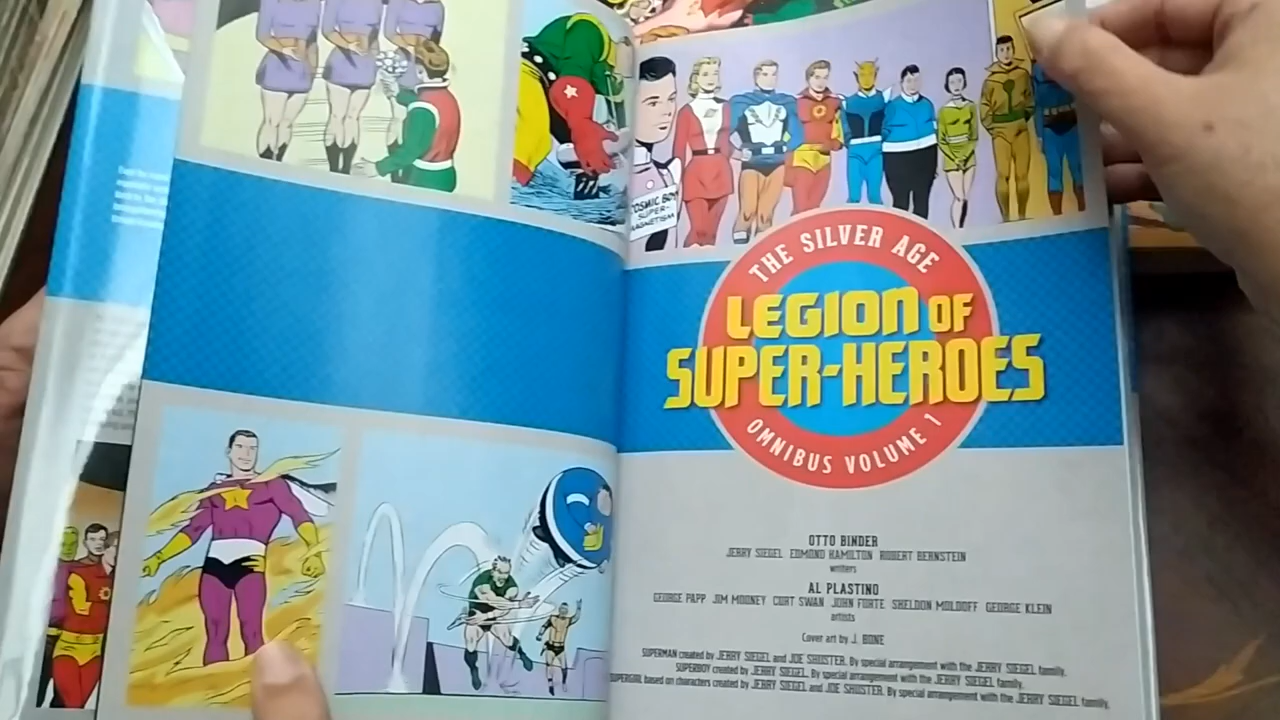 COSMIC BOY
SUPER-
MAGNETISM
THE SILVER AGE
LEGION OF
SUPER-HEROES
OMNIBUS VOLUME 1
OTTO BINDER
JERRY SIEGEL EDMOND HAMILTON ROBERT BERNSTEIN
writers
AL PLASTINO
GEORGE PAPP JIM MOONEY CURT SWAN JOHN FORTE SHELDON MOLDOFF GEORGE KLEIN
artists
Cover art by J. BONE
SUPERMAN created by JERRY SIEGEL and JOE SHUSTER. By special arrangement with the JERRY SIEGEL family.
SUPERBOY created by JERRY SIEGEL. By special arrangement with the JERRY SIEGEL family.
SUPERGIRL based on characters created by JERRY SIEGEL and JOE SHUSTER. By special arrangement with the JERRY SIEGEL family.